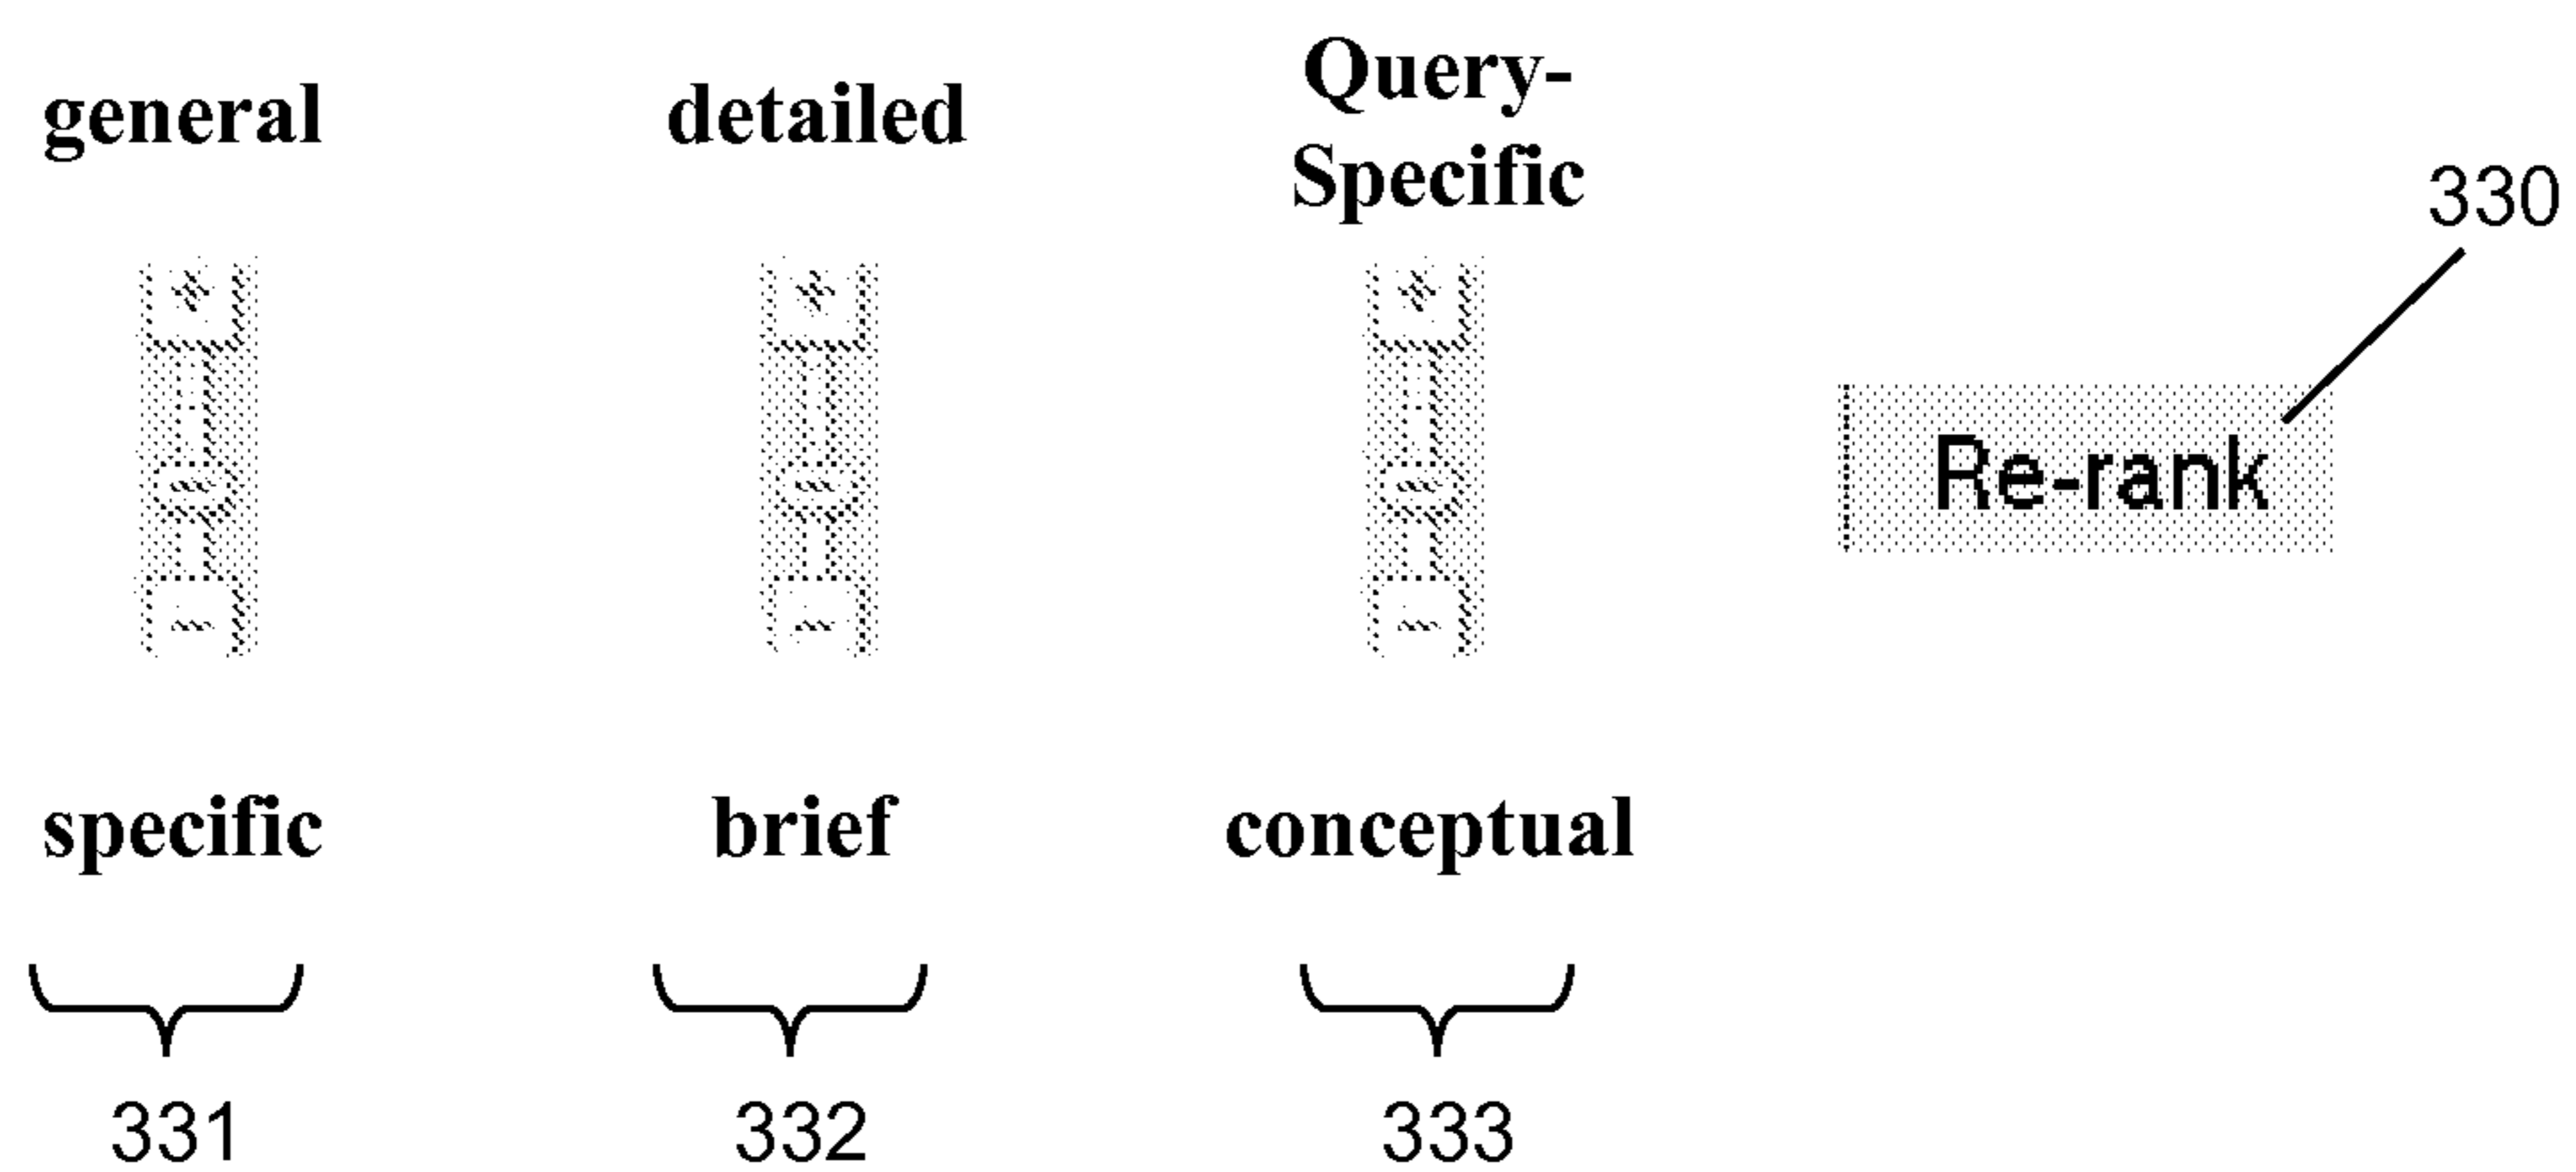 general
detailed
Query-
Specific
330
Re-rank
specific
brief
conceptual
331
332
333